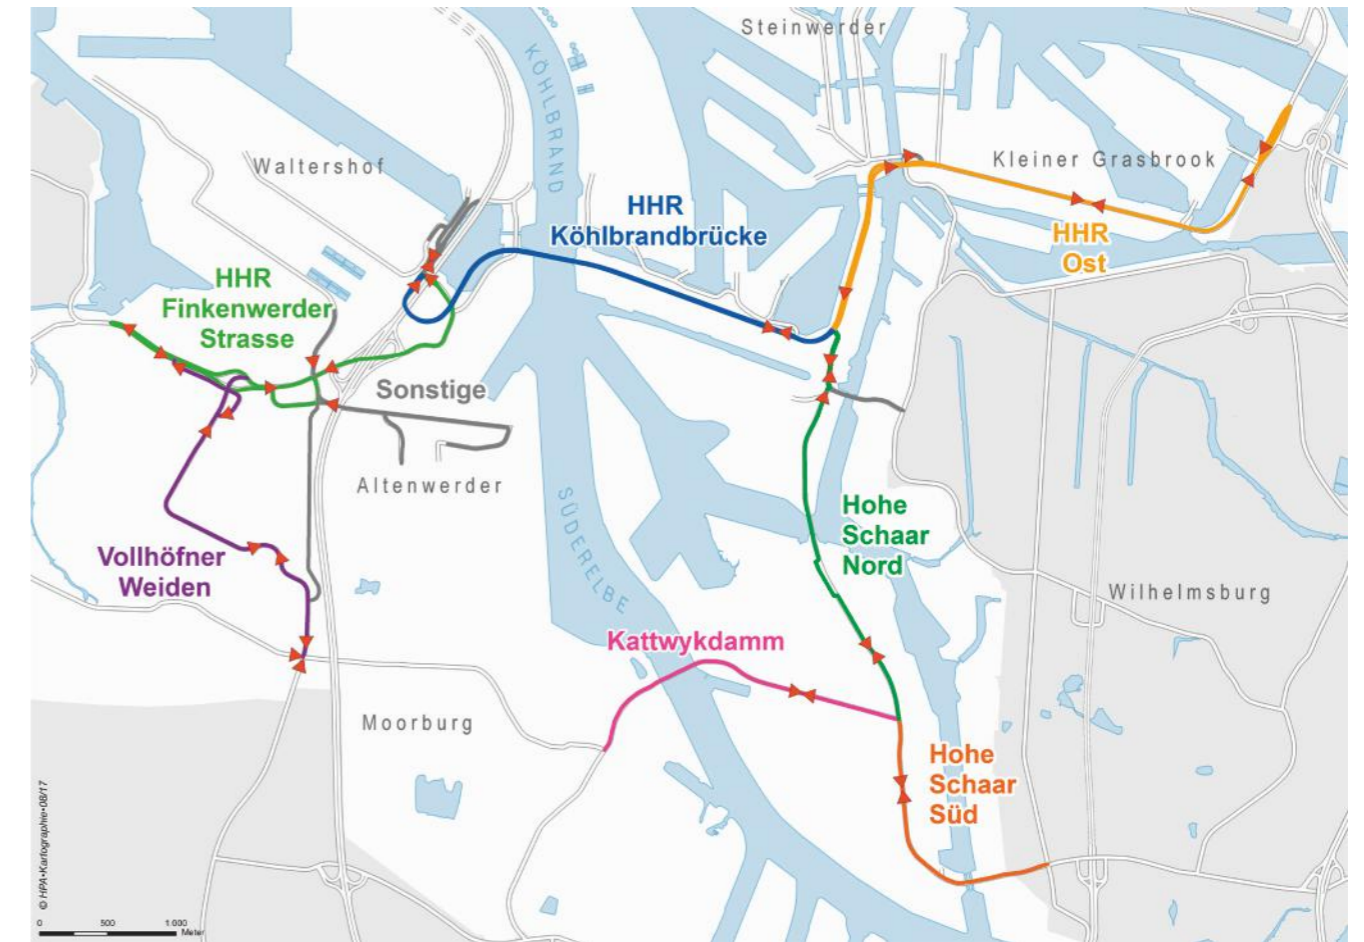 Steinwerder
KÖHLBRAND
Waltershof
Kleiner Grasbrook
HHR
Köhlbrandbrücke
HHR
Ost
HHR
Finkenwerder
Strasse
Sonstige
Altenwerder
SÜDERELBE
Hohe
Schaar
Nord
Vollhöfner
Weiden
Wilhelmsburg
Kattwykdamm
Moorburg
Hohe
Schaar
Süd
© HPA•Kartographie•08/17
0 500 1.000
Meter